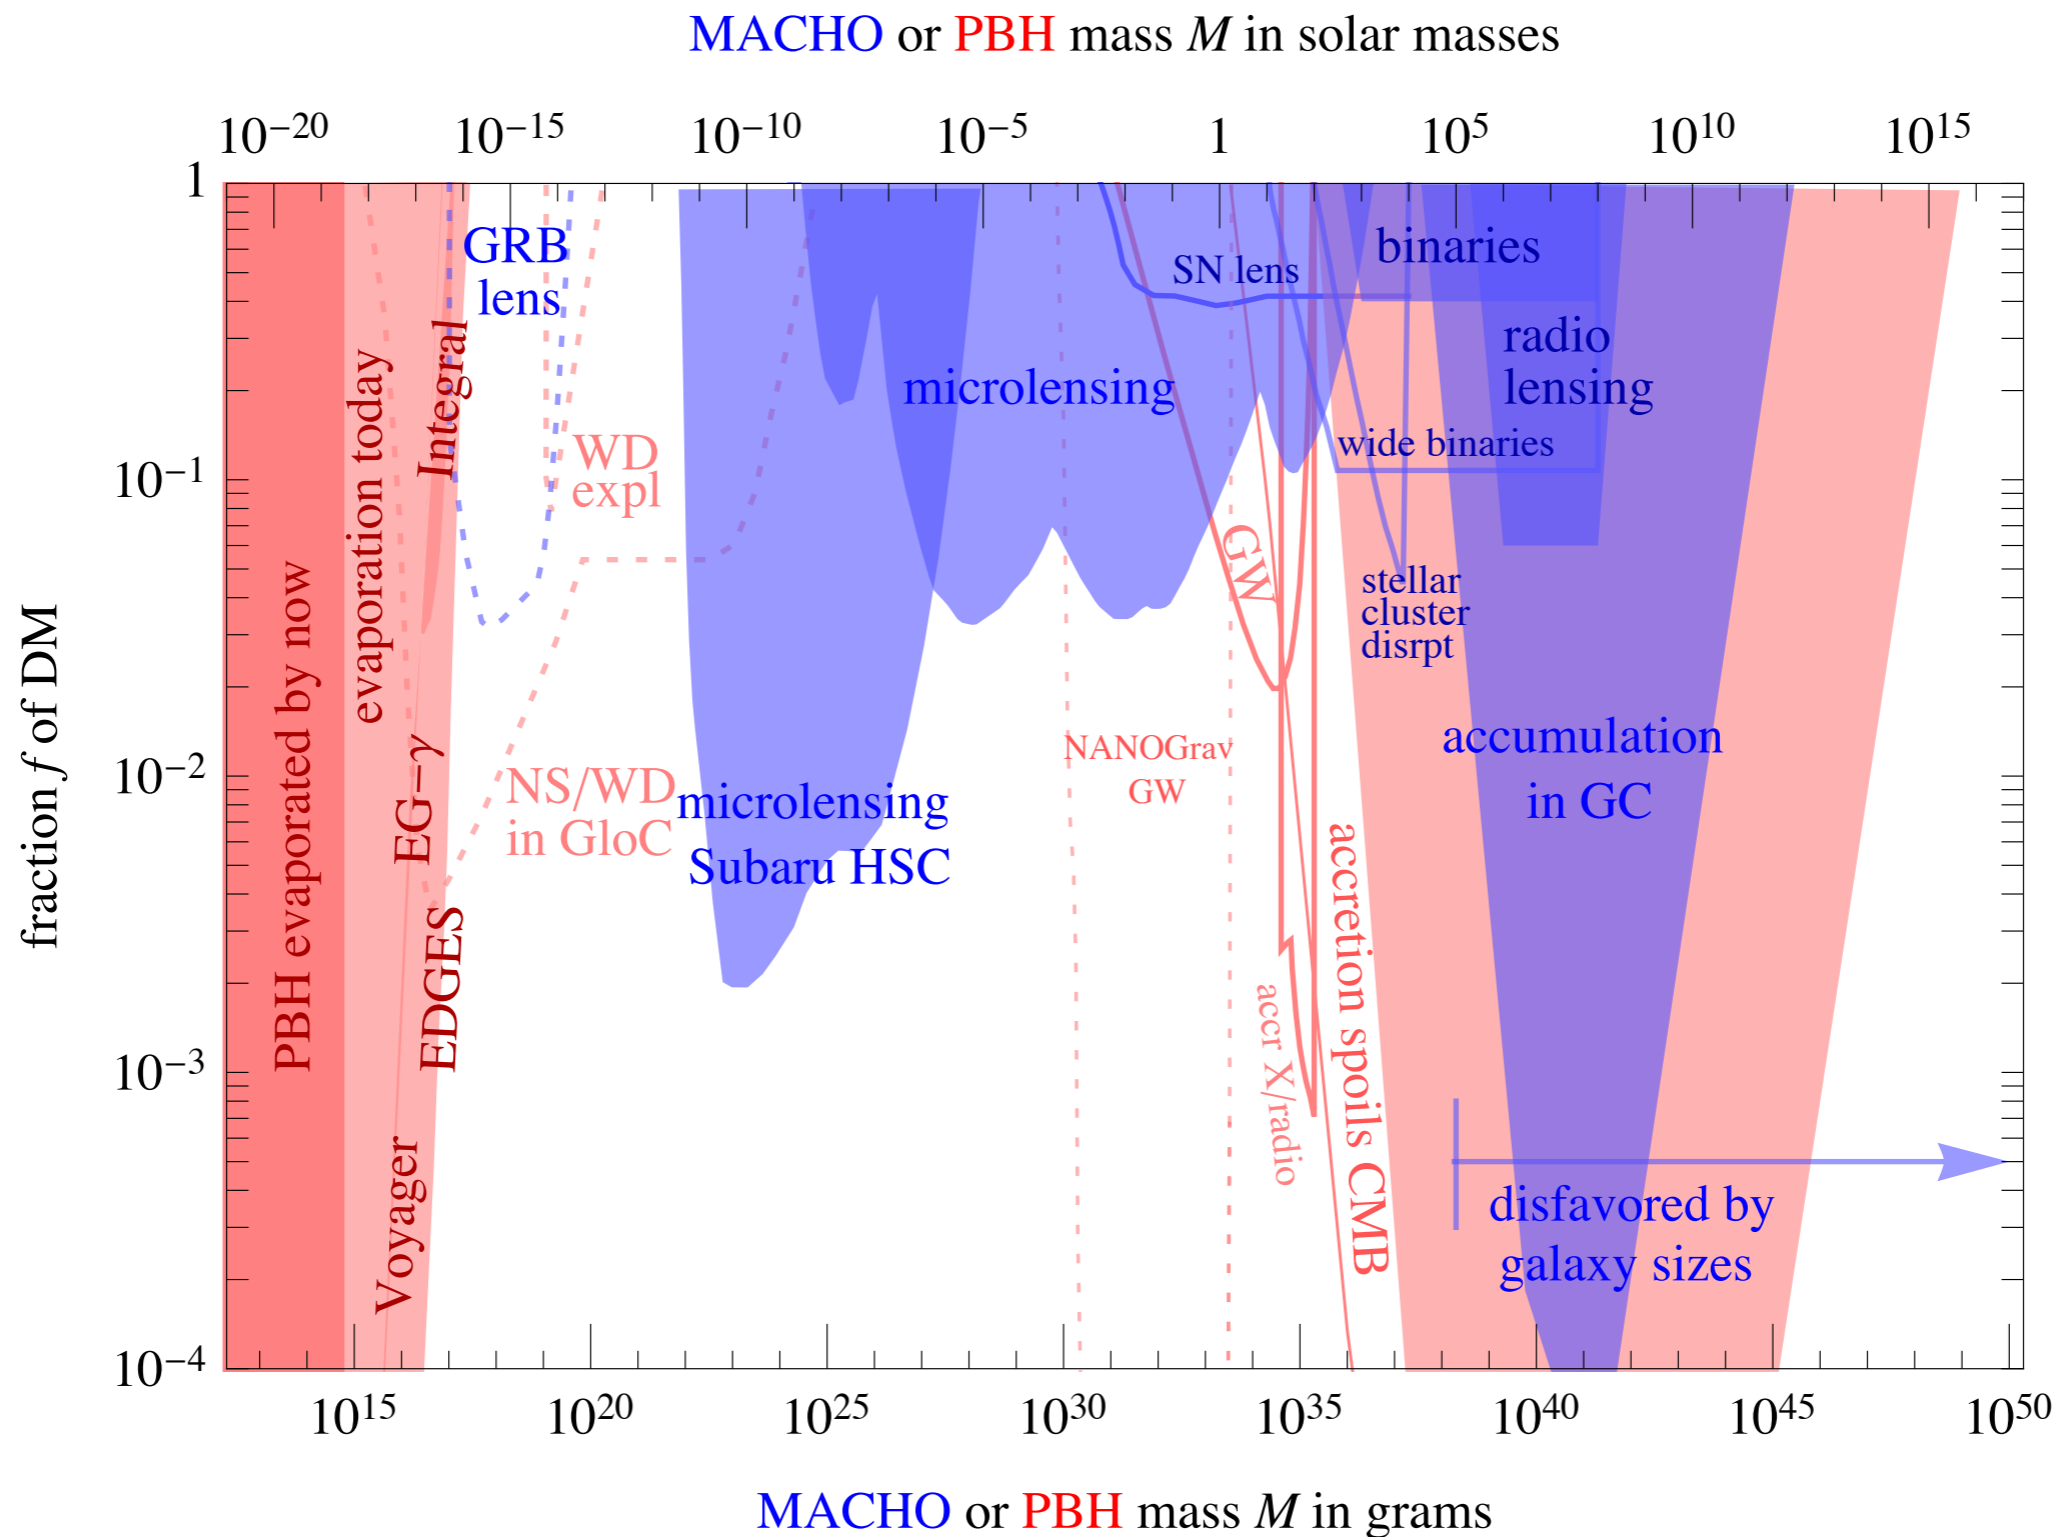 MACHO or PBH mass M in solar masses
10−20 10−15 10−10 10−5 1 105 1010 1015
1
10−1
10−2
10−3
10−4
fraction f of DM
PBH evaporated by now
evaporation today
Integral
EG−γ
EDGES
Voyager
GRB
lens
WD
expl
NS/WD
in GloC
microlensing
Subaru HSC
microlensing
SN lens
GW
NANOGrav
GW
accr X/radio
accretion spoils CMB
binaries
radio
lensing
wide binaries
stellar
cluster
disrpt
accumulation
in GC
disfavored by
galaxy sizes
1015 1020 1025 1030 1035 1040 1045 1050
MACHO or PBH mass M in grams